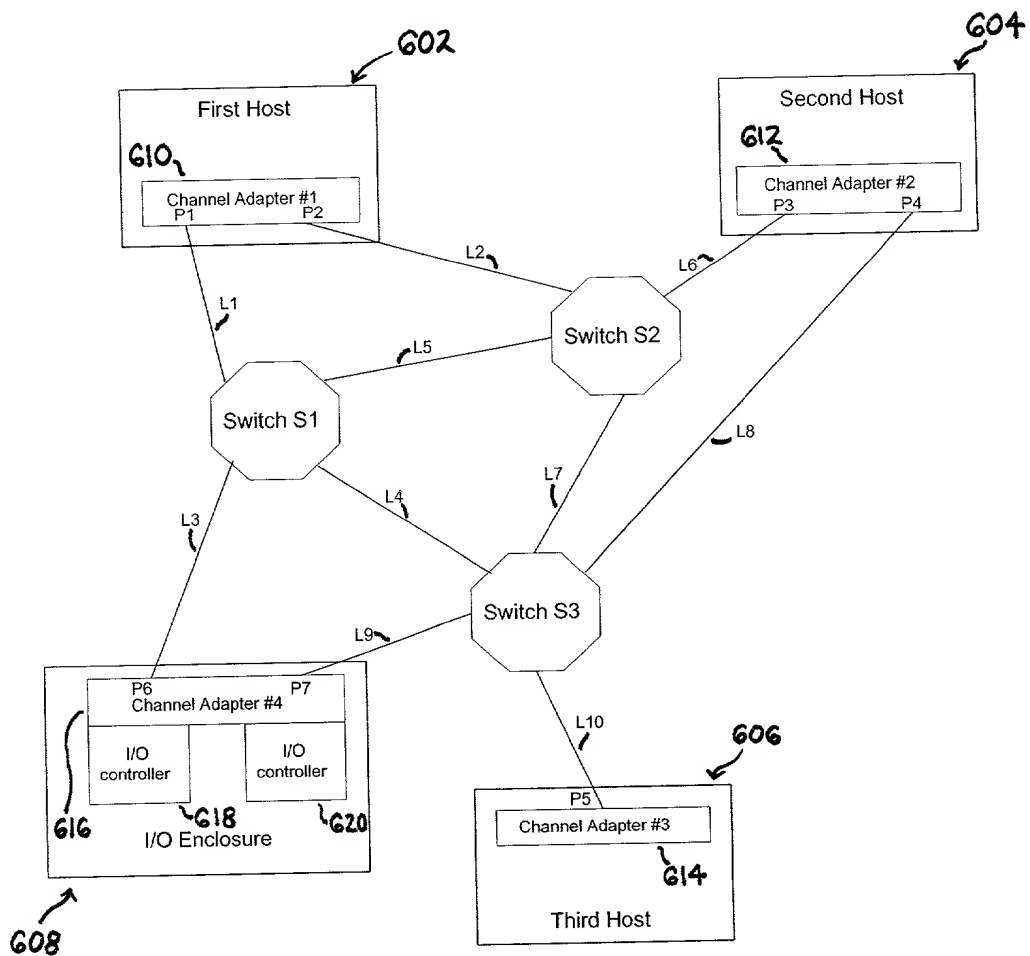 602
604
First Host
Second Host
610
612
Channel Adapter #1
P1 P2
Channel Adapter #2
P3 P4
L2
L6
L1
L5
Switch S2
L8
Switch S1
L7
L4
L3
Switch S3
L9
P6 P7
Channel Adapter #4
L10
606
I/O
controller
I/O
controller
P5
616
618
620
Channel Adapter #3
I/O Enclosure
614
608
Third Host